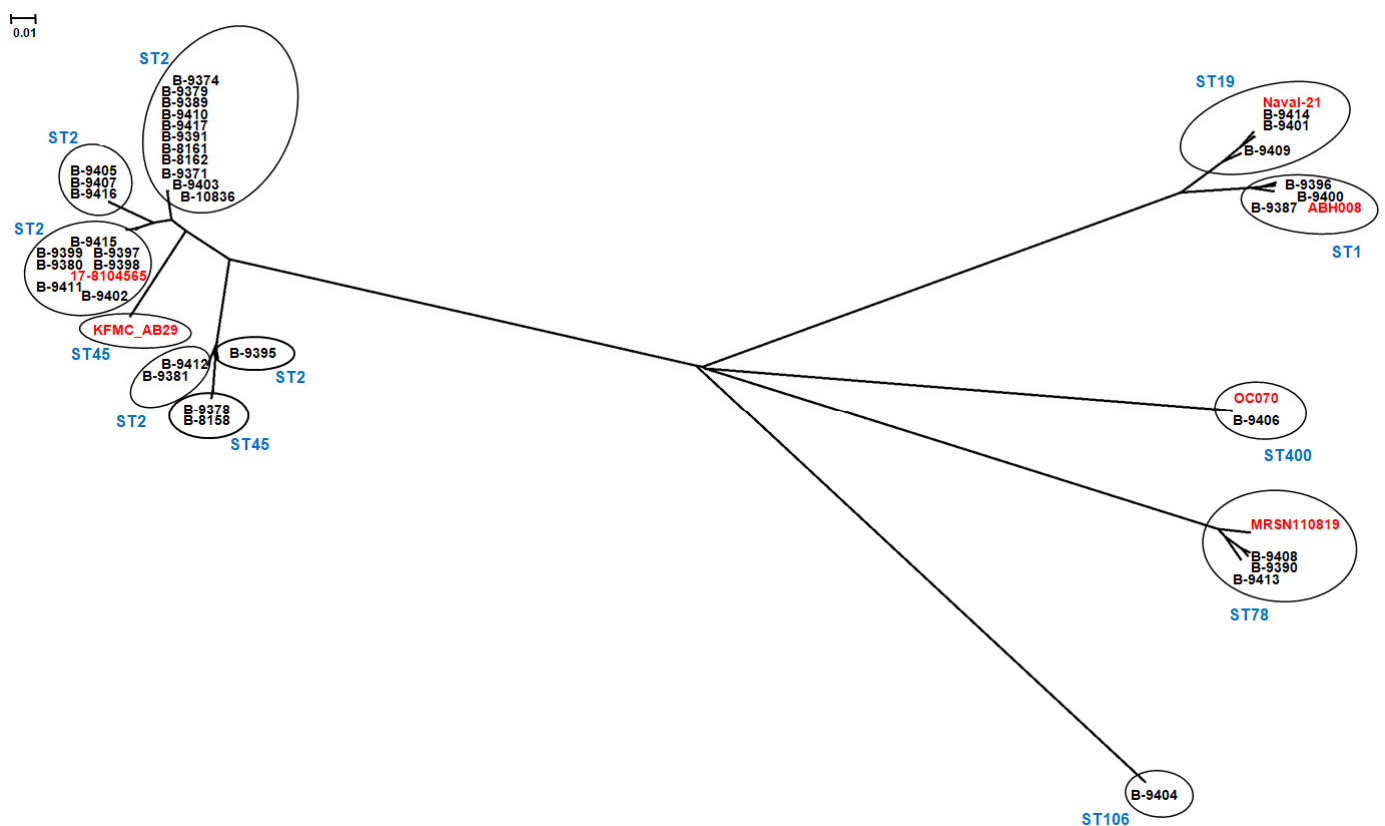 0.01
ST2
B-9374
B-9379
B-9389
B-9410
B-9417
B-9391
B-8161
B-8162
B-9371
B-9403
B-10836
ST2
B-9405
B-9407
B-9416
ST2
B-9415
B-9399 B-9397
B-9380 B-9398
17-8104565
B-9411
B-9402
KFMC_AB29
ST45
B-9412
B-9381
ST2
B-9395
ST2
B-9378
B-8158
ST45
ST19
Naval-21
B-9414
B-9401
B-9409
B-9396
B-9400
B-9387 ABH008
ST1
OC070
B-9406
ST400
MRSN110819
B-9408
B-9390
B-9413
ST78
B-9404
ST106